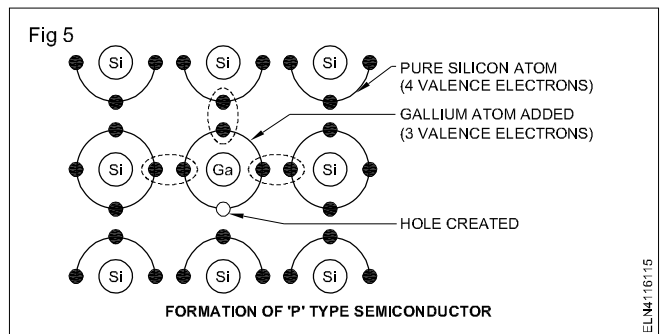 Fig 5
Si Si Si
PURE SILICON ATOM
(4 VALENCE ELECTRONS)
GALLIUM ATOM ADDED
(3 VALENCE ELECTRONS)
Si Ga Si
HOLE CREATED
Si Si Si
FORMATION OF 'P' TYPE SEMICONDUCTOR
ELN4116115